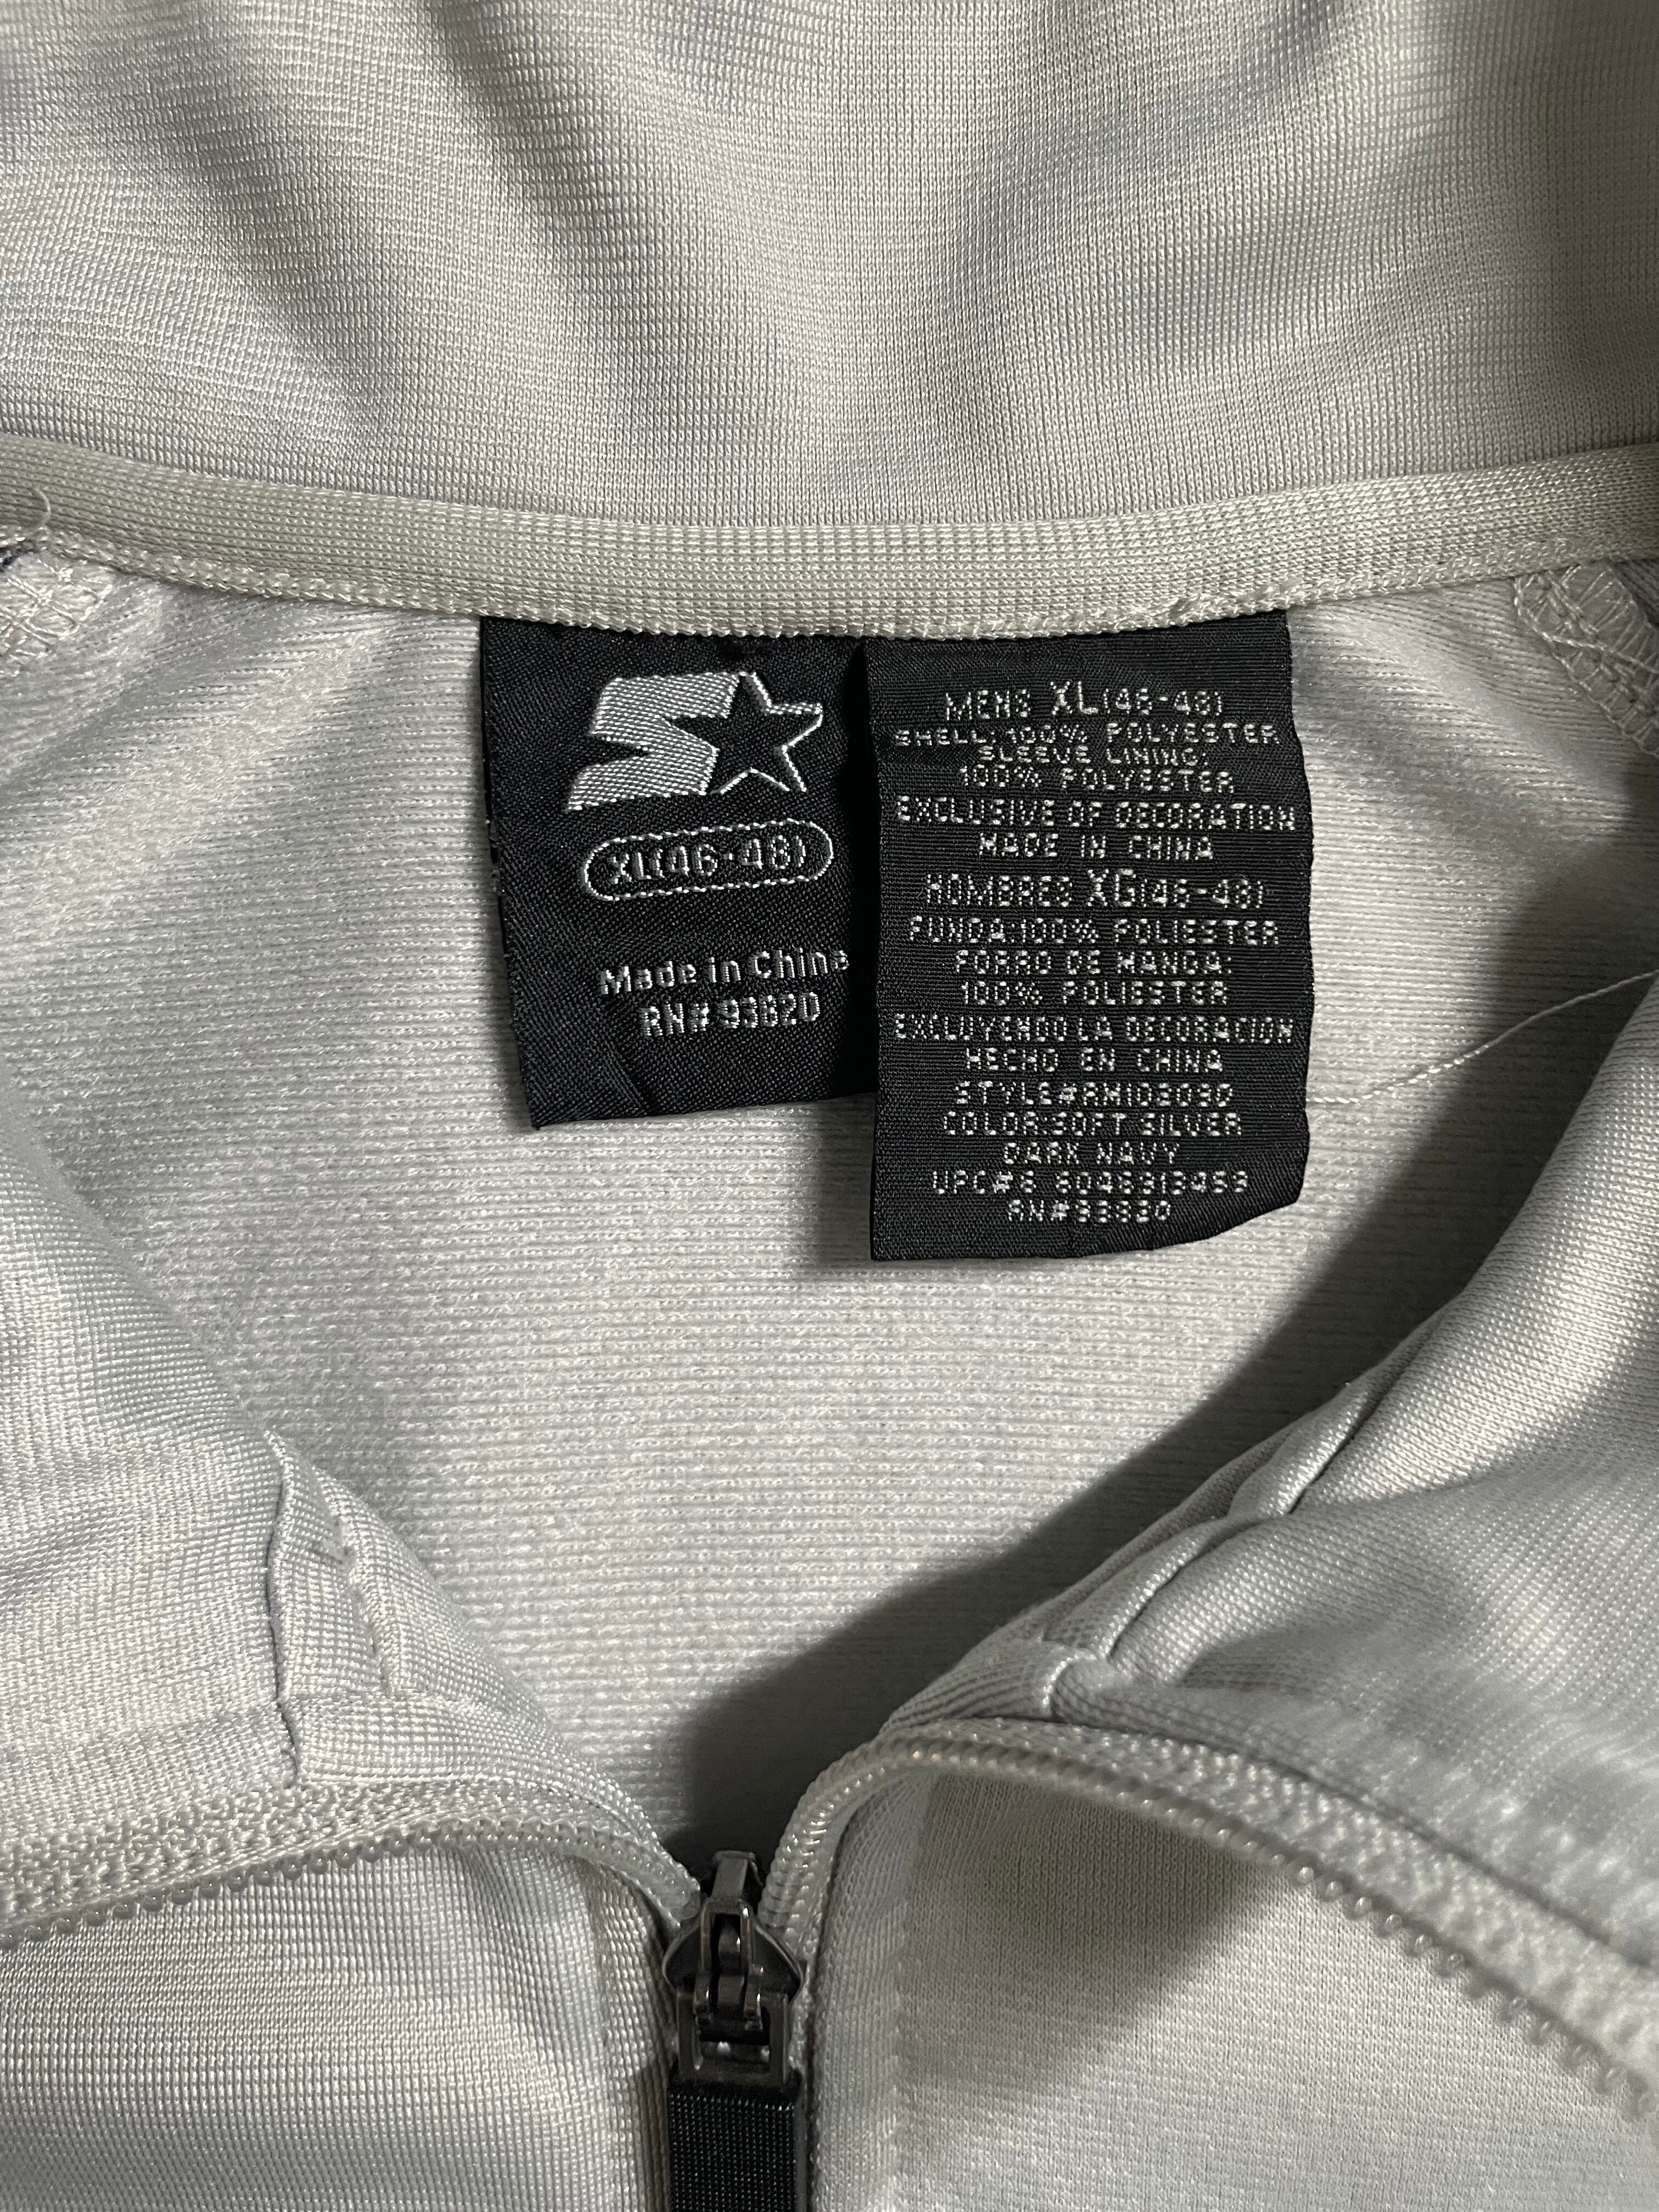 XL(46-48)
Made in China
RN# 93820
MENS XL(46-48)
SHELL:100% POLYESTER
SLEEVE LINING:
100% POLYESTER
EXCLUSIVE OF DECORATION
MADE IN CHINA
HOMBRES XG(46-48)
FUNDA:100% POLIESTER
FORRO DE MANGA:
100% POLIESTER
EXCLUYENDO LA DECORACION
HECHO EN CHINA
COLOR:SOFT SILVER
DARK NAVY
RN#93820